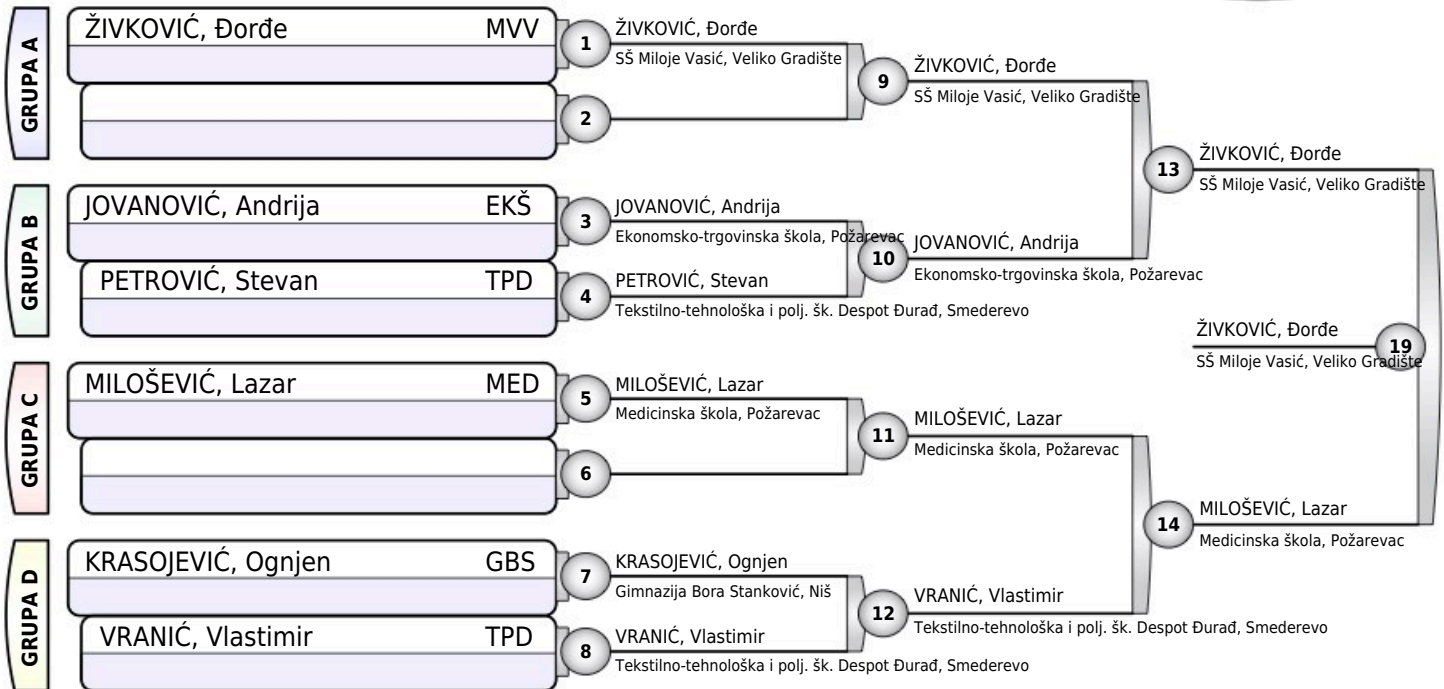 GRUPA A
ŽIVKOVIĆ, Đorđe MVV
1
2
ŽIVKOVIĆ, Đorđe
SŠ Miloje Vasić, Veliko Gradište
9
ŽIVKOVIĆ, Đorđe
SŠ Miloje Vasić, Veliko Gradište
GRUPA B
JOVANOVIĆ, Andrija EKŠ
PETROVIĆ, Stevan TPD
3
JOVANOVIĆ, Andrija
Ekonomsko-trgovinska škola, Požarevac
4
PETROVIĆ, Stevan
Tekstilno-tehnološka i polj. šk. Despot Đurađ, Smederevo
10
JOVANOVIĆ, Andrija
Ekonomsko-trgovinska škola, Požarevac
13
ŽIVKOVIĆ, Đorđe
SŠ Miloje Vasić, Veliko Gradište
ŽIVKOVIĆ, Đorđe
SŠ Miloje Vasić, Veliko Gradište
19
GRUPA C
MILOŠEVIĆ, Lazar MED
5
MILOŠEVIĆ, Lazar
Medicinska škola, Požarevac
6
11
MILOŠEVIĆ, Lazar
Medicinska škola, Požarevac
14
MILOŠEVIĆ, Lazar
Medicinska škola, Požarevac
GRUPA D
KRASOJEVIĆ, Ognjen GBS
VRANIĆ, Vlastimir TPD
7
KRASOJEVIĆ, Ognjen
Gimnazija Bora Stanković, Niš
8
VRANIĆ, Vlastimir
Tekstilno-tehnološka i polj. šk. Despot Đurađ, Smederevo
12
VRANIĆ, Vlastimir
Tekstilno-tehnološka i polj. šk. Despot Đurađ, Smederevo